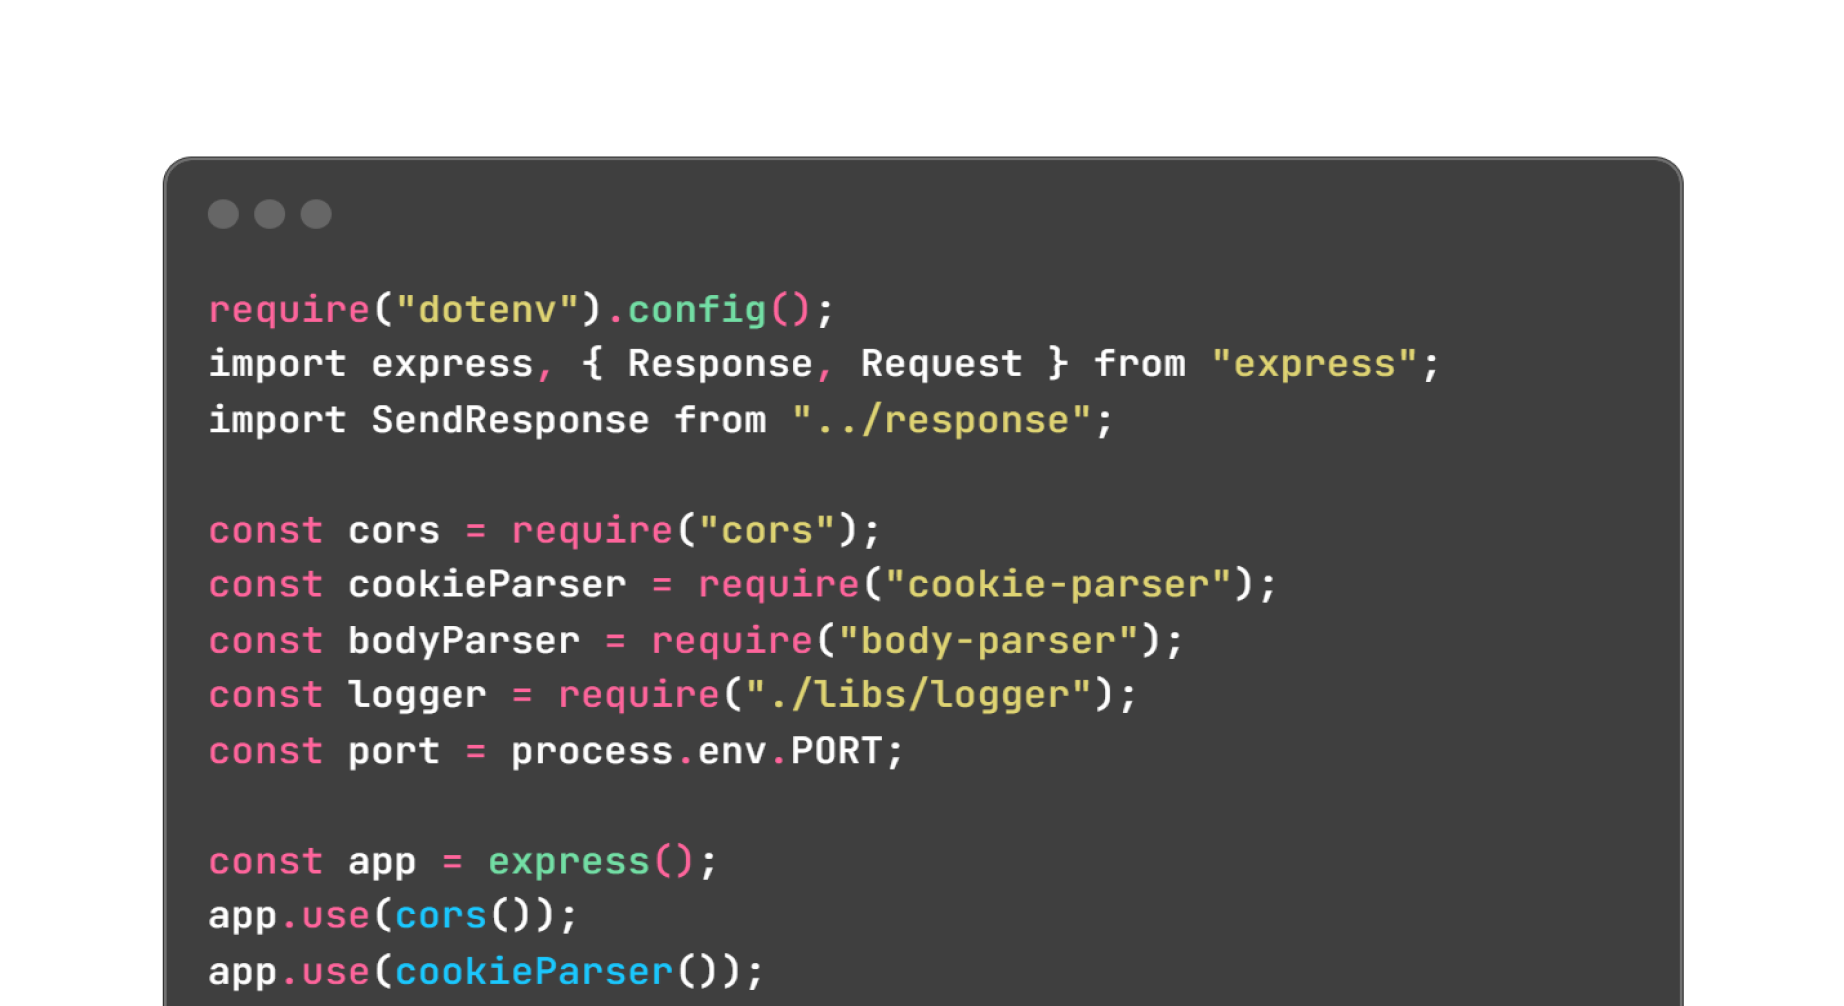 require("dotenv").config();
import express, { Response, Request } from "express";
import SendResponse from "../response";
const cors = require("cors");
const cookieParser = require("cookie-parser");
const bodyParser = require("body-parser");
const logger = require("./libs/logger");
const port = process.env.PORT;
const app = express();
app.use(cors());
app.use(cookieParser());